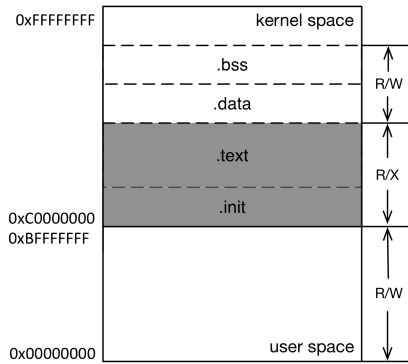 0xFFFFFFFF
kernel space
.bss
R/W
.data
.text
R/X
.init
0xC0000000
0xBFFFFFFF
R/W
0x00000000
user space